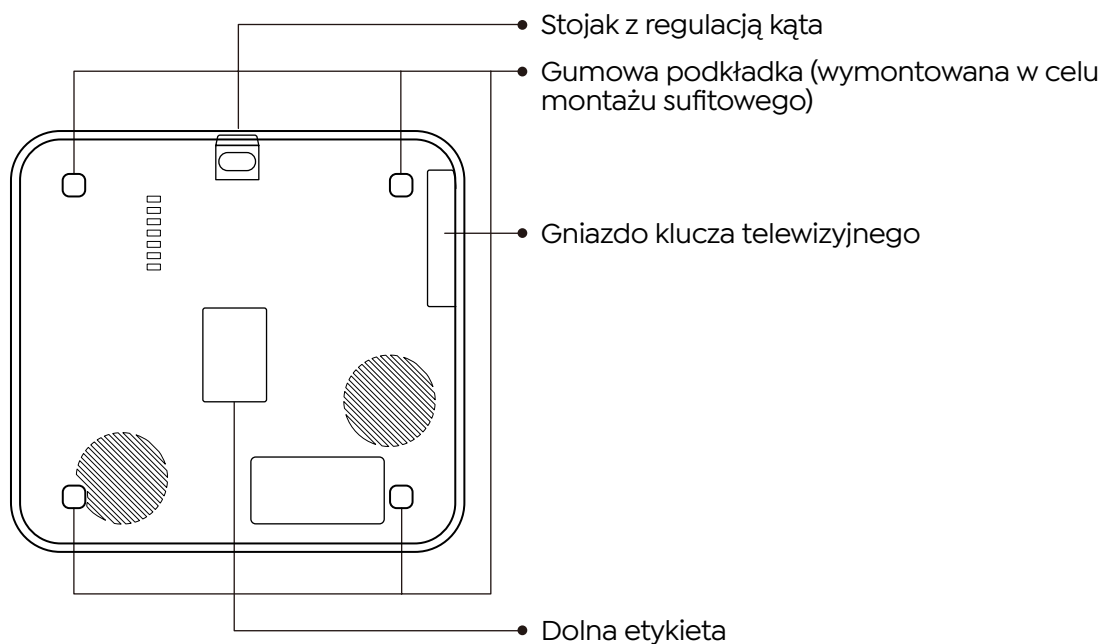 Stojak z regulacją kąta
Gumowa podkładka (wymontowana w celu
montażu sufitowego)
Gniazdo klucza telewizyjnego
Dolna etykieta